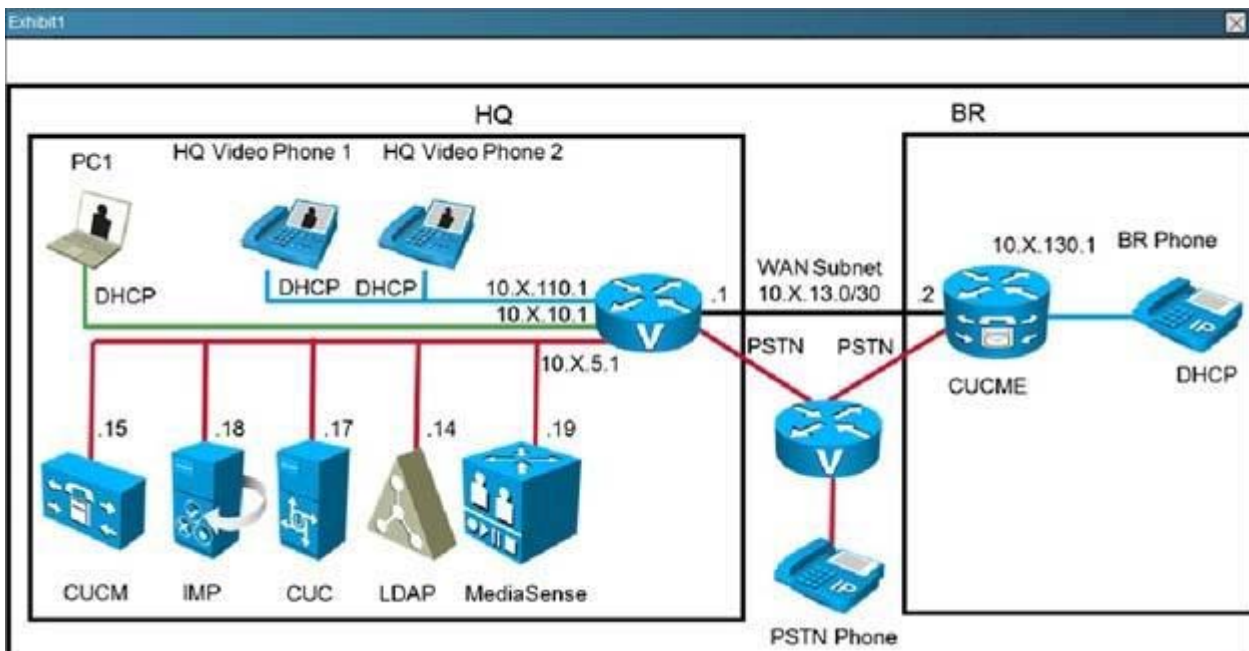 Exhibit1
HQ
BR
PC1
HQ Video Phone 1
HQ Video Phone 2
DHCP
DHCP
DHCP
10.X.110.1
10.X.10.1
10.X.5.1
V
.1
WAN Subnet
10.X.13.0/30
.2
10.X.130.1
BR Phone
IP
DHCP
CUCME
PSTN
PSTN
V
.15
.18
.17
.14
.19
CUCM
IMP
CUC
LDAP
MediaSense
IP
PSTN Phone